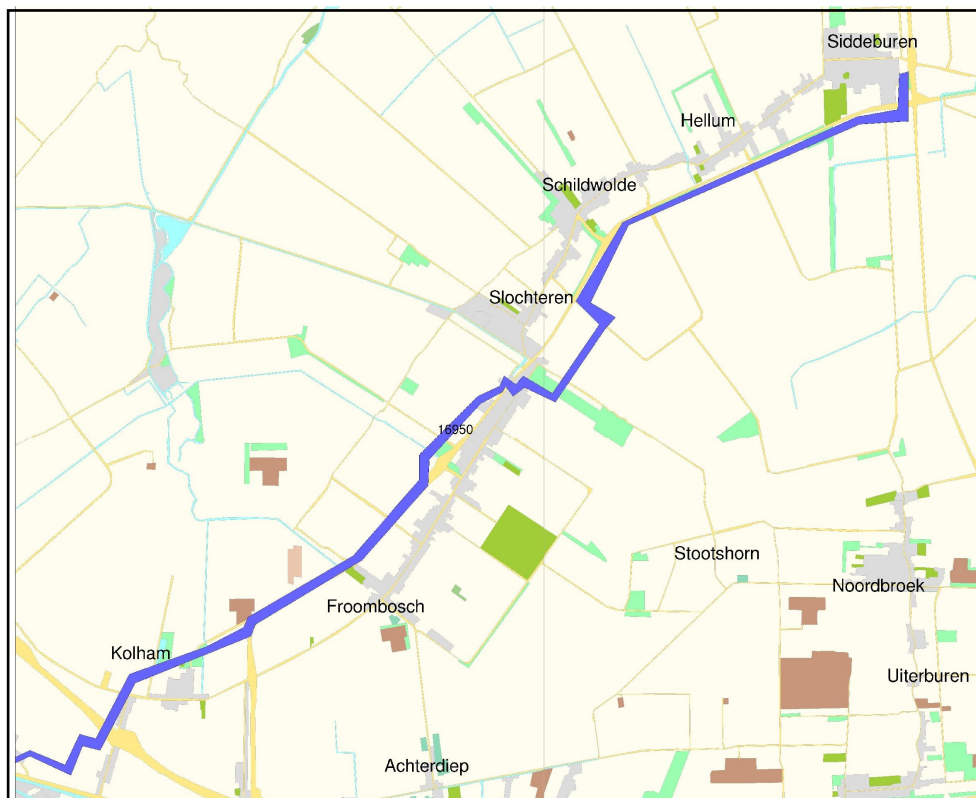 Siddeburen
Hellum
Schildwolde
Slochteren
16950
Stootshorn
Noordbroek
Froombosch
Kolham
Uiterburen
Achterdiep